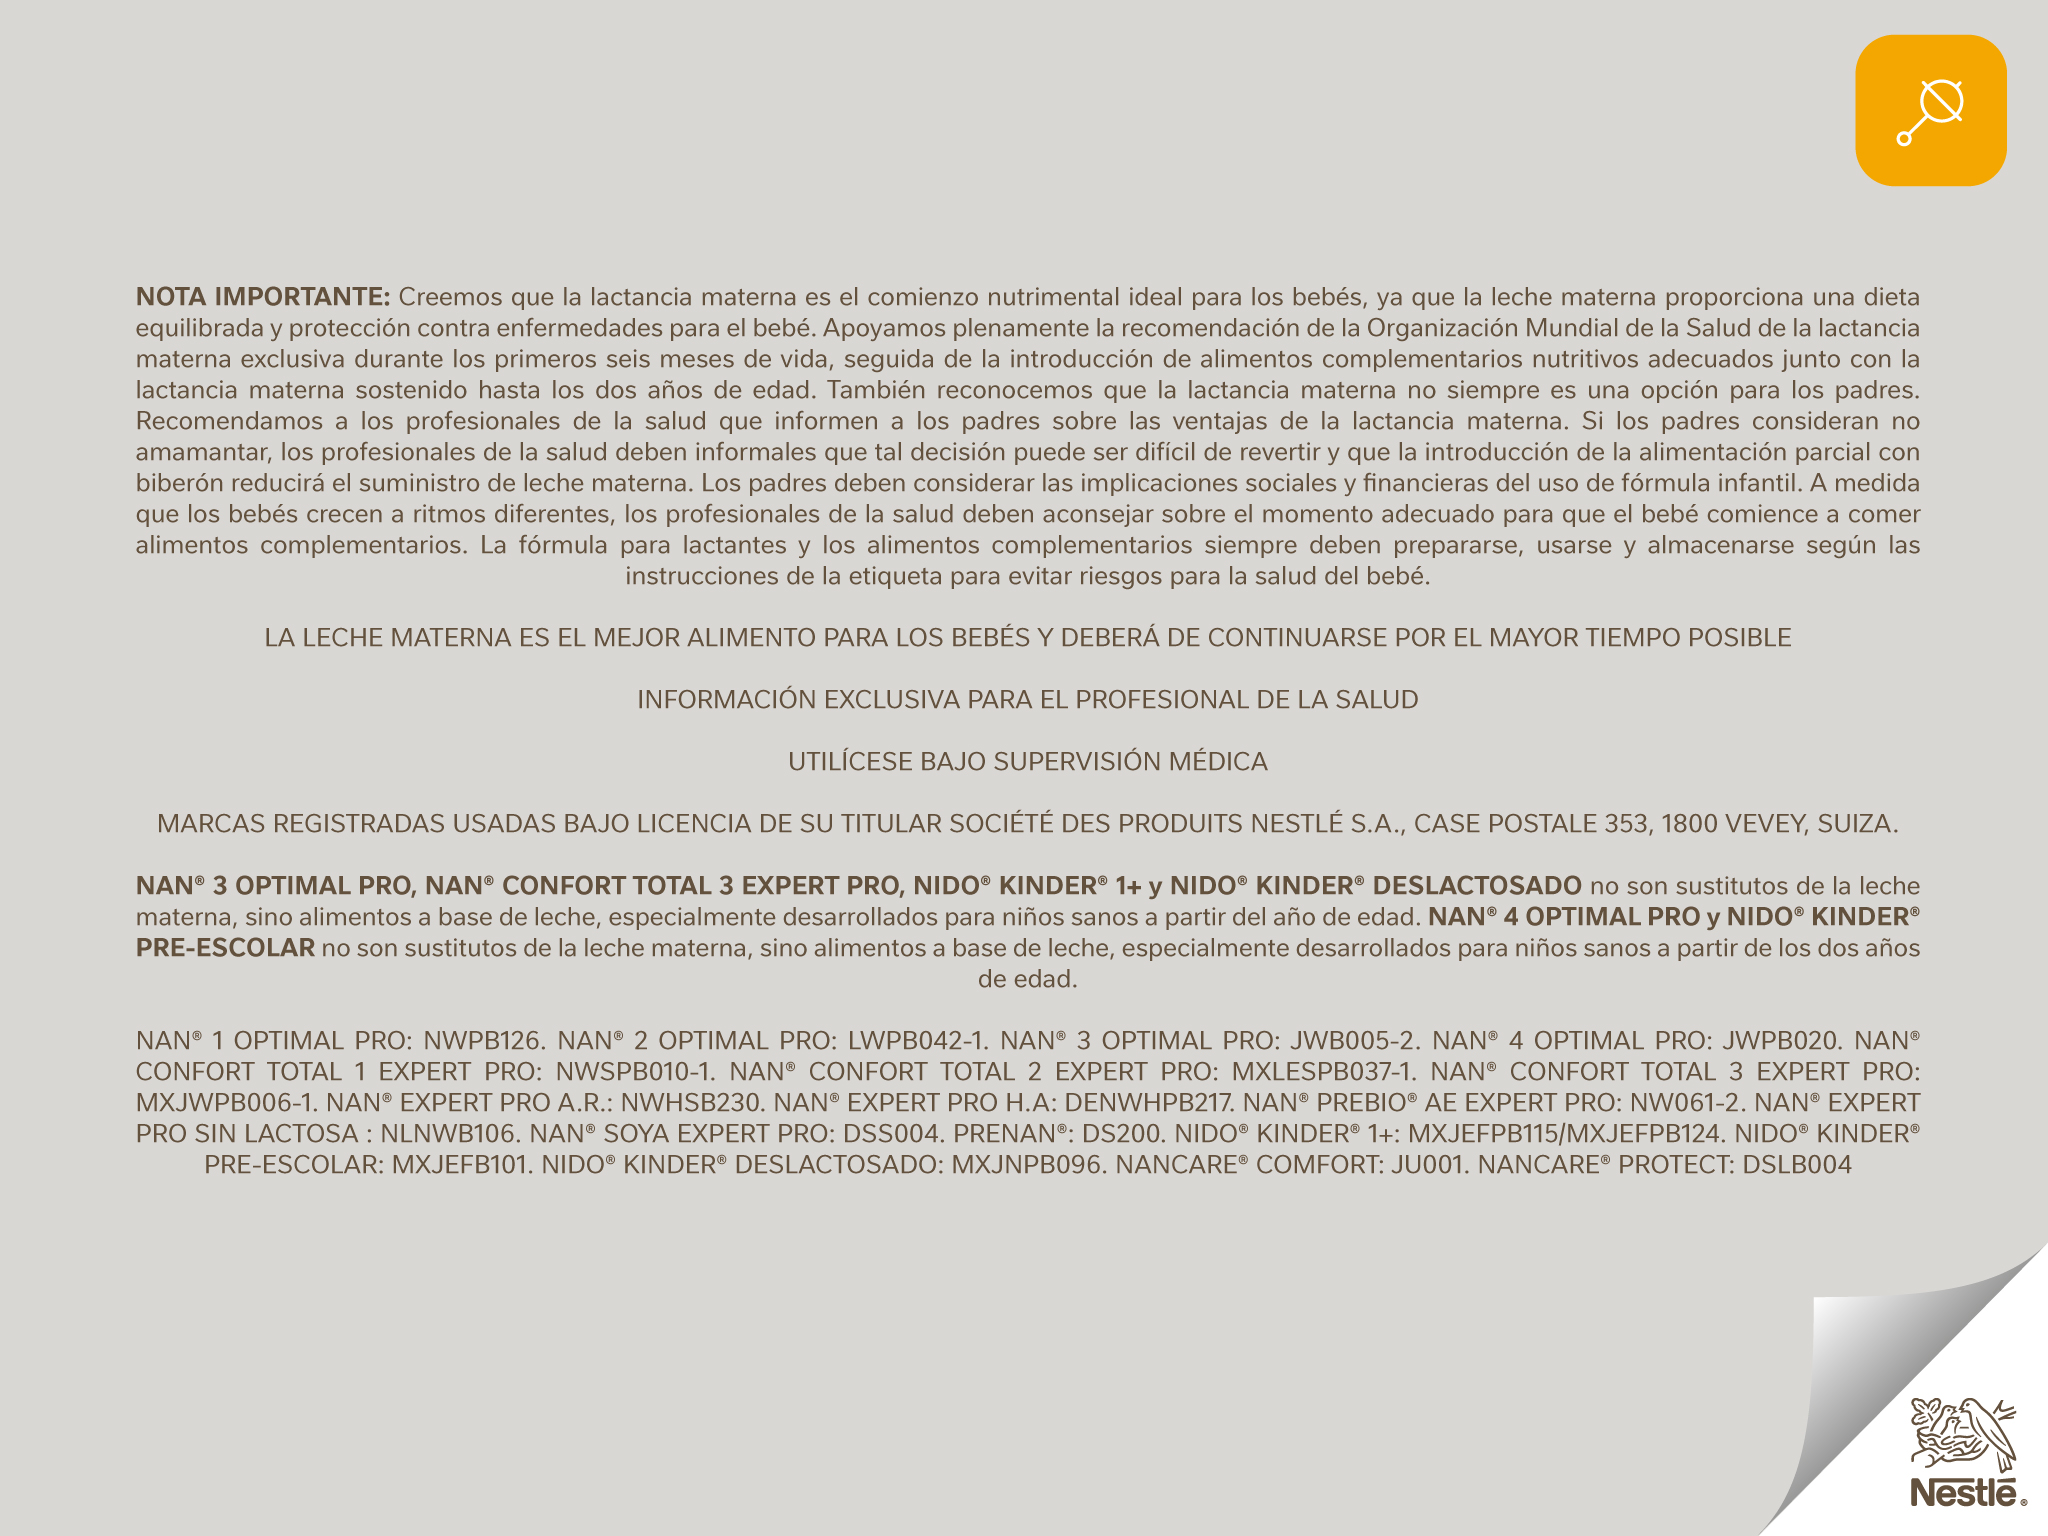 NOTA IMPORTANTE: Creemos que la lactancia materna es el comienzo nutrimental ideal para los bebés, ya que la leche materna proporciona una dieta
equilibrada y protección contra enfermedades para el bebé. Apoyamos plenamente la recomendación de la Organización Mundial de la Salud de la lactancia
materna exclusiva durante los primeros seis meses de vida, seguida de la introducción de alimentos complementarios nutritivos adecuados junto con la
lactancia materna sostenido hasta los dos años de edad. También reconocemos que la lactancia materna no siempre es una opción para los padres.
Recomendamos a los profesionales de la salud que informen a los padres sobre las ventajas de la lactancia materna. Si los padres consideran no
amamantar, los profesionales de la salud deben informales que tal decisión puede ser difícil de revertir y que la introducción de la alimentación parcial con
biberón reducirá el suministro de leche materna. Los padres deben considerar las implicaciones sociales y financieras del uso de fórmula infantil. A medida
que los bebés crecen a ritmos diferentes, los profesionales de la salud deben aconsejar sobre el momento adecuado para que el bebé comience a comer
alimentos complementarios. La fórmula para lactantes y los alimentos complementarios siempre deben prepararse, usarse y almacenarse según las
instrucciones de la etiqueta para evitar riesgos para la salud del bebé.
LA LECHE MATERNA ES EL MEJOR ALIMENTO PARA LOS BEBÉS Y DEBERÁ DE CONTINUARSE POR EL MAYOR TIEMPO POSIBLE
INFORMACIÓN EXCLUSIVA PARA EL PROFESIONAL DE LA SALUD
UTILÍCESE BAJO SUPERVISIÓN MÉDICA
MARCAS REGISTRADAS USADAS BAJO LICENCIA DE SU TITULAR SOCIÉTÉ DES PRODUITS NESTLÉ S.A., CASE POSTALE 353, 1800 VEVEY, SUIZA.
NAN® 3 OPTIMAL PRO, NAN® CONFORT TOTAL 3 EXPERT PRO, NIDO® KINDER® 1+ y NIDO® KINDER® DESLACTOSADO no son sustitutos de la leche
materna, sino alimentos a base de leche, especialmente desarrollados para niños sanos a partir del año de edad. NAN® 4 OPTIMAL PRO y NIDO® KINDER®
PRE-ESCOLAR no son sustitutos de la leche materna, sino alimentos a base de leche, especialmente desarrollados para niños sanos a partir de los dos años
de edad.
NAN® 1 OPTIMAL PRO: NWPB126. NAN® 2 OPTIMAL PRO: LWPB042-1. NAN® 3 OPTIMAL PRO: JWB005-2. NAN® 4 OPTIMAL PRO: JWPB020. NAN®
CONFORT TOTAL 1 EXPERT PRO: NWSPB010-1. NAN® CONFORT TOTAL 2 EXPERT PRO: MXLESPB037-1. NAN® CONFORT TOTAL 3 EXPERT PRO:
MXJWPB006-1. NAN® EXPERT PRO A.R.: NWHSB230. NAN® EXPERT PRO H.A: DENWHPB217. NAN® PREBIO® AE EXPERT PRO: NW061-2. NAN® EXPERT
PRO SIN LACTOSA : NLNWB106. NAN® SOYA EXPERT PRO: DSS004. PRENAN®: DS200. NIDO® KINDER® 1+: MXJEFPB115/MXJEFPB124. NIDO® KINDER®
PRE-ESCOLAR: MXJEFB101. NIDO® KINDER® DESLACTOSADO: MXJNPB096. NANCARE® COMFORT: JU001. NANCARE® PROTECT: DSLB004
Nestlé®